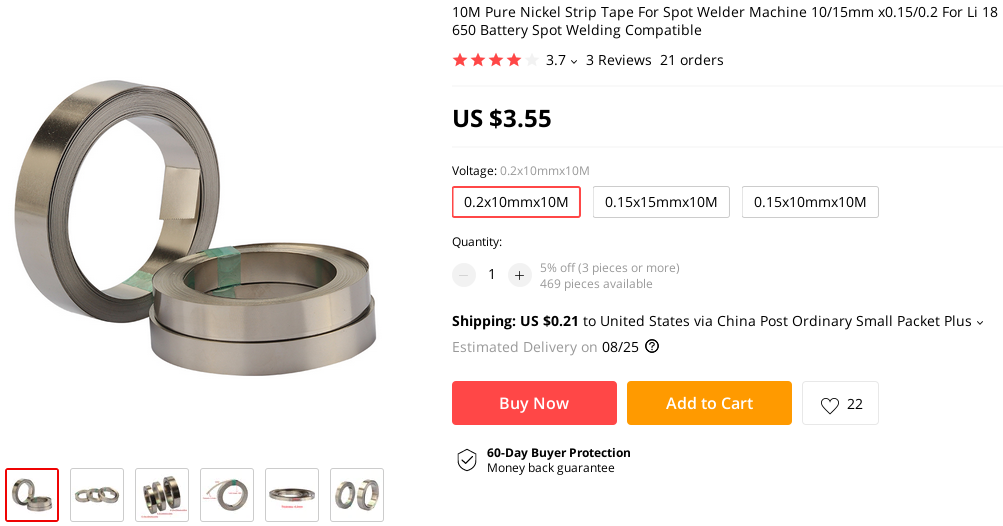 10M Pure Nickel Strip Tape For Spot Welder Machine 10/15mm x0.15/0.2 For Li 18
650 Battery Spot Welding Compatible
3.7 3 Reviews 21 orders
US $3.55
Voltage: 0.2x10mmx10M
0.2x10mmx10M 0.15x15mmx10M 0.15x10mmx10M
Quantity:
1 + 5% off (3 pieces or more)
469 pieces available
Shipping: US $0.21 to United States via China Post Ordinary Small Packet Plus
Estimated Delivery on 08/25
Buy Now Add to Cart 22
60-Day Buyer Protection
Money back guarantee